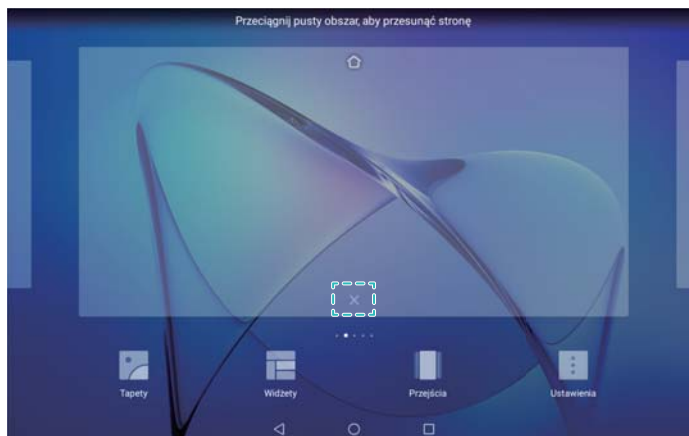 Przeciągnij pusty obszar, aby przesunąć stronę
Tapety
Widżety
Przejścia
Ustawienia